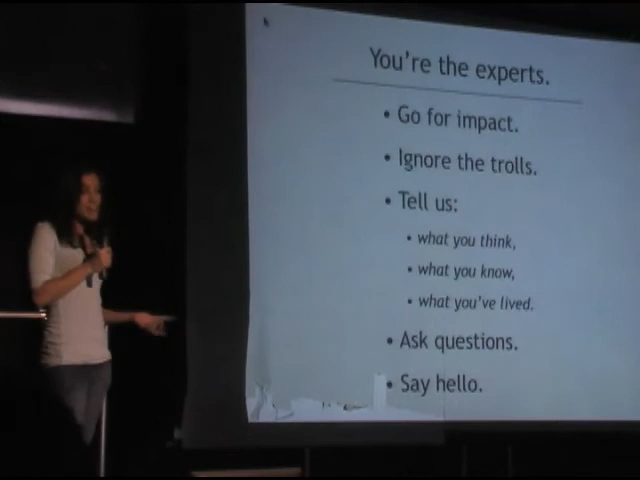 You're the experts.
• Go for impact.
• Ignore the trolls.
• Tell us:
• what you think,
• what you know,
• what you've lived.
• Ask questions.
• Say hello.